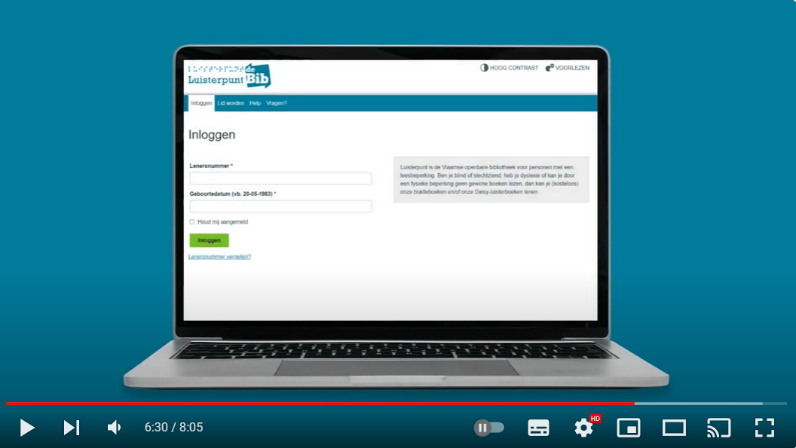 de
Luisterpunt Bib
HOOG CONTRAST VOORLEZEN
Inloggen Lid worden Help Vragen?
Inloggen
Lenersnummer *
Geboortedatum (vb. 20-05-1983) *
Houd mij aangemeld
Inloggen
Lenersnummer vergeten?
Luisterpunt is de Vlaamse openbare bibliotheek voor personen met een
leesbeperking. Ben je blind of slechtziend, heb je dyslexie of kan je door
een fysieke beperking geen gewone boeken lezen, dan kan je (kosteloos)
onze brailleboeken en/of onze Daisy-luisterboeken lenen.
6:30 / 8:05
HD